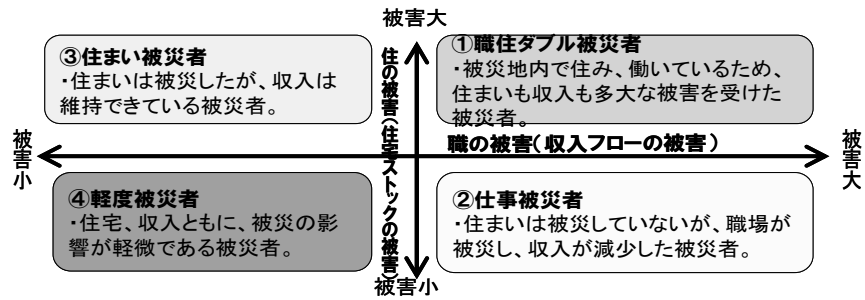 被害大
③住まい被災者
・住まいは被災したが、収入は
維持できている被災者。
①職住ダブル被災者
・被災地内で住み、働いているため、
住まいも収入も多大な被害を受けた
被災者。
住の被害(住宅ストックの被害)
被害小
職の被害(収入フローの被害)
被害大
④軽度被災者
・住宅、収入ともに、被災の影
響が軽微である被災者。
②仕事被災者
・住まいは被災していないが、職場が
被災し、収入が減少した被災者。
被害小